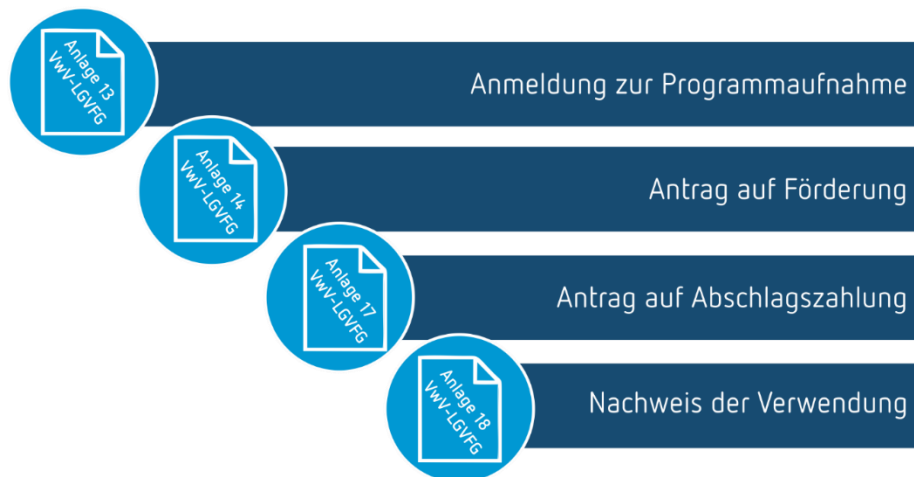 Anlage 13
VwV-LGVFG
Anmeldung zur Programmaufnahme
Anlage 14
VwV-LGVFG
Antrag auf Förderung
Anlage 17
VwV-LGVFG
Antrag auf Abschlagszahlung
Anlage 18
VwV-LGVFG
Nachweis der Verwendung